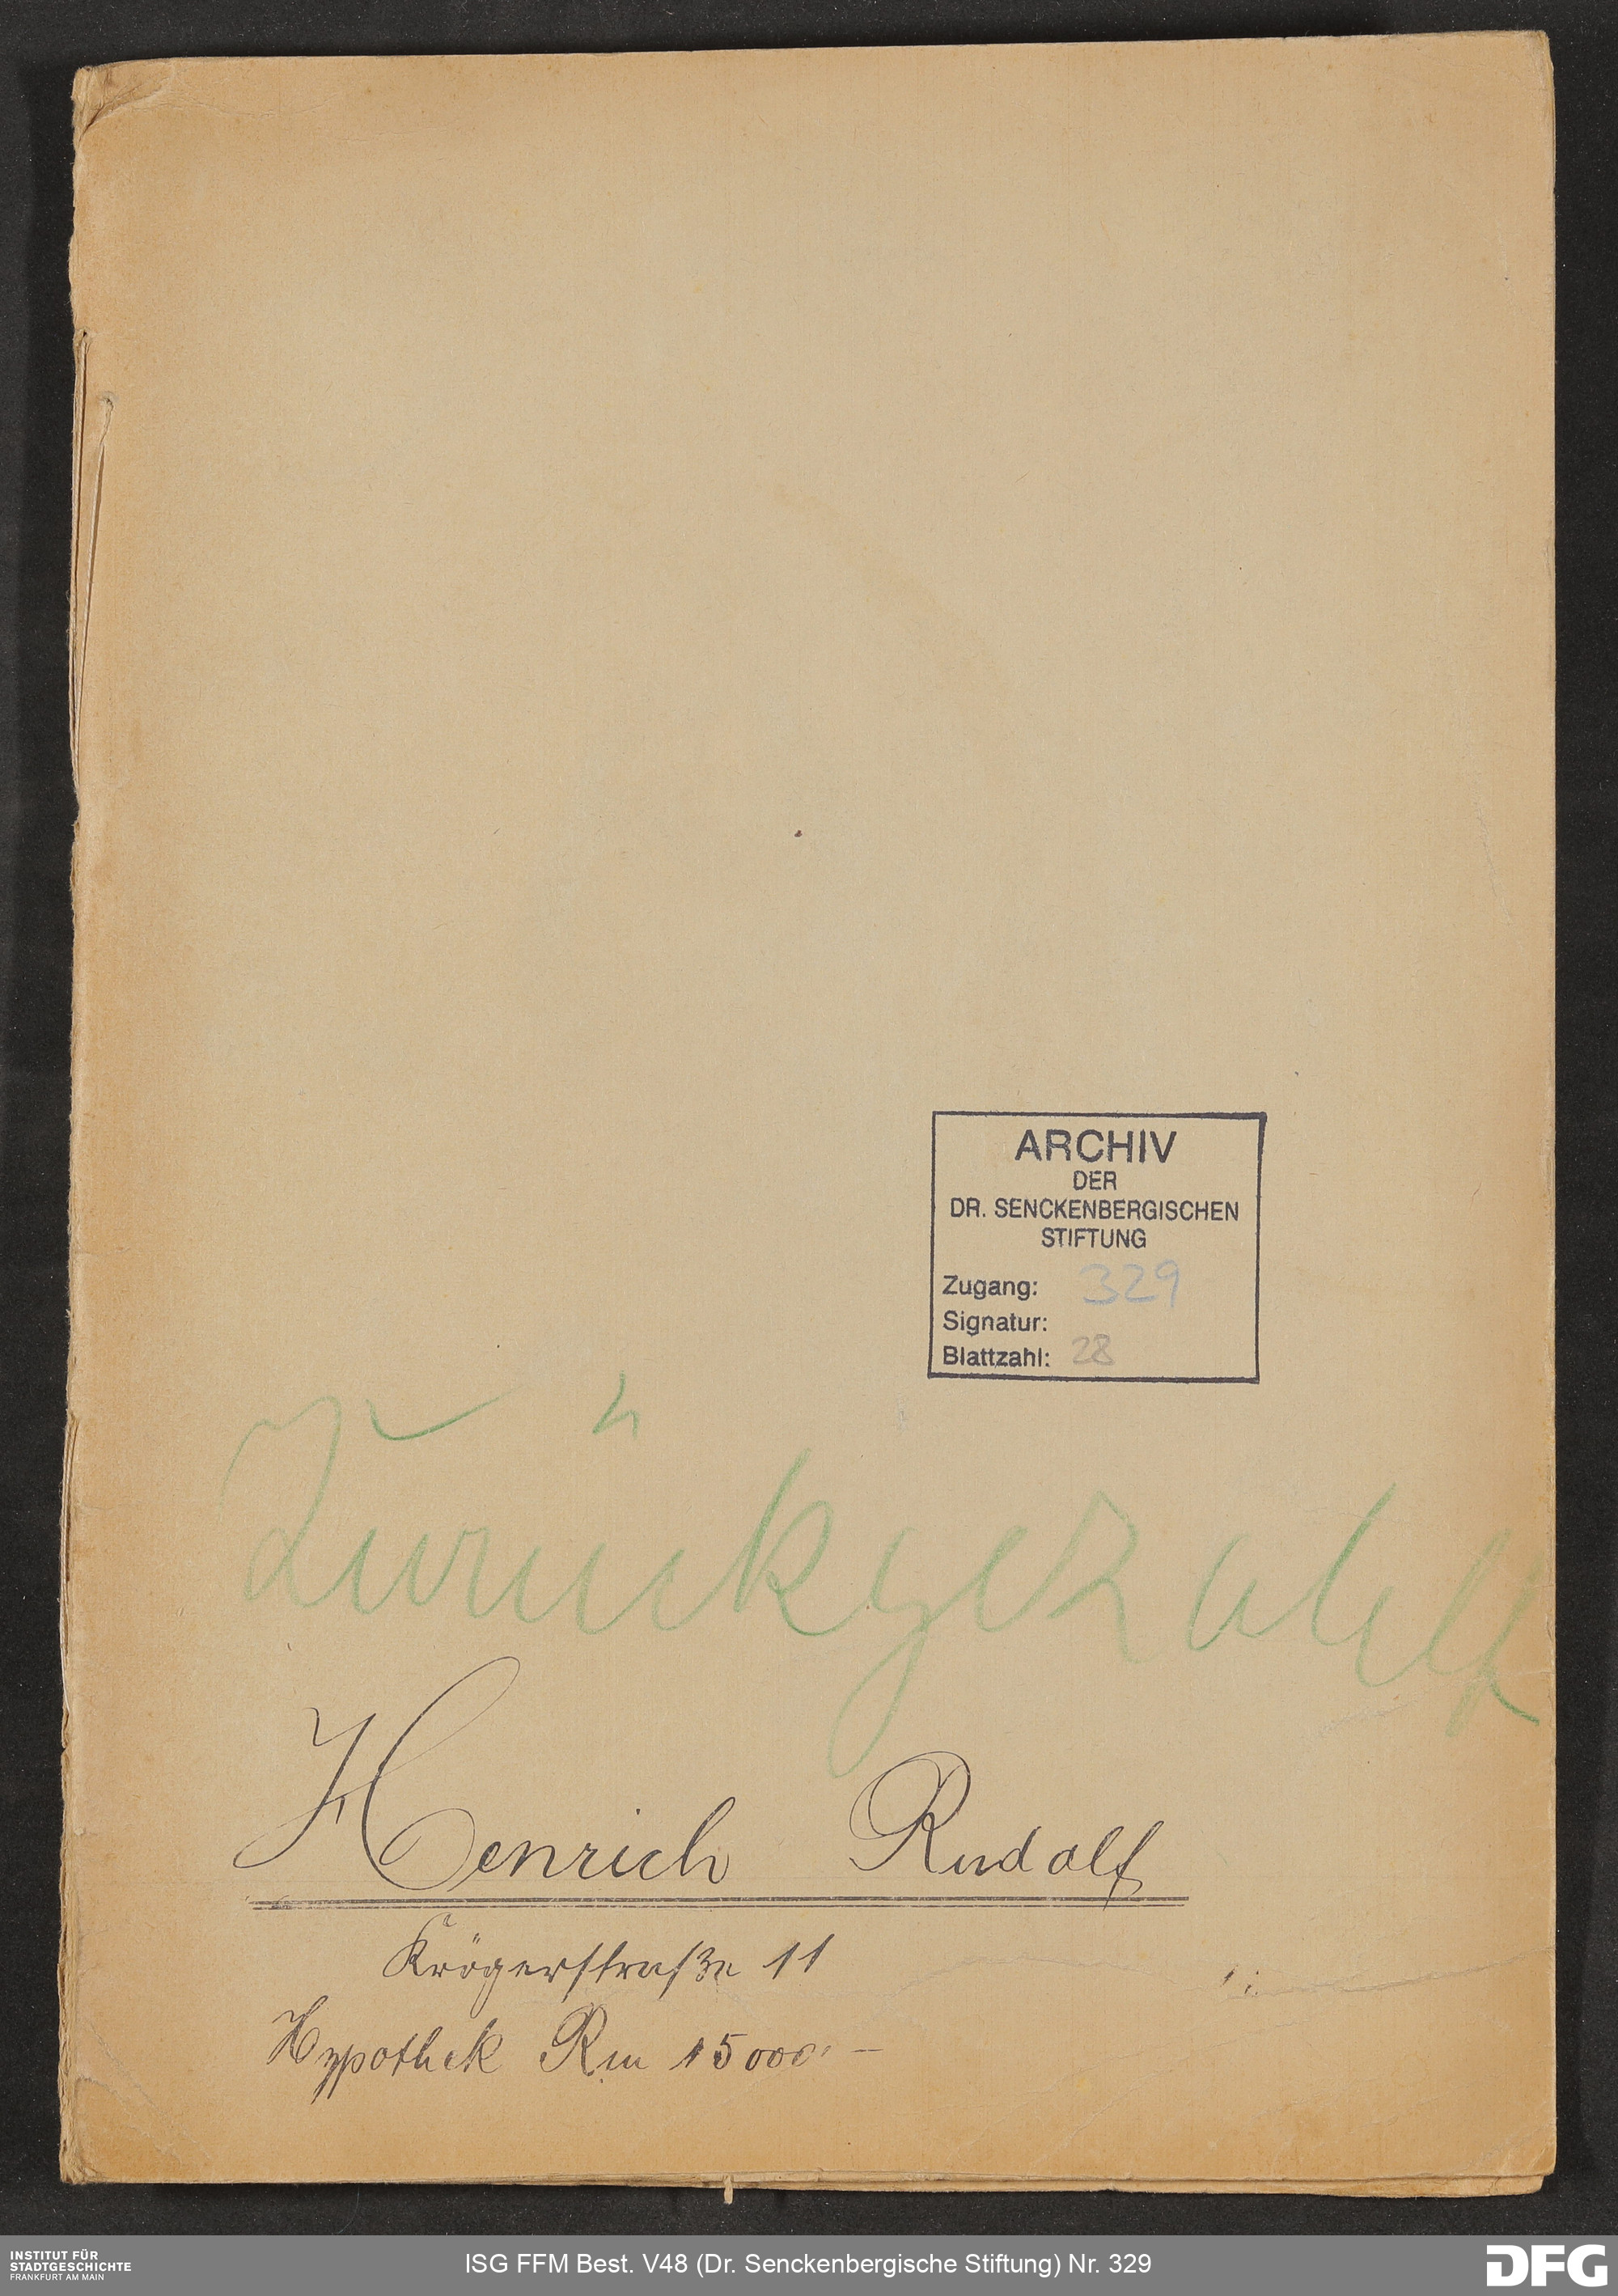 ARCHIV
DER
DR. SENCKENBERGISCHEN
STIFTUNG
Zugang: 329
Signatur:
Blattzahl: 28
Zurückgezahlt
Henrich Rudolf
Krögerstraße 11
Hypothek Rm 15000.-
INSTITUT FÜR
STADTGESCHICHTE
FRANKFURT AM MAIN
ISG FFM Best. V48 (Dr. Senckenbergische Stiftung) Nr. 329
DFG